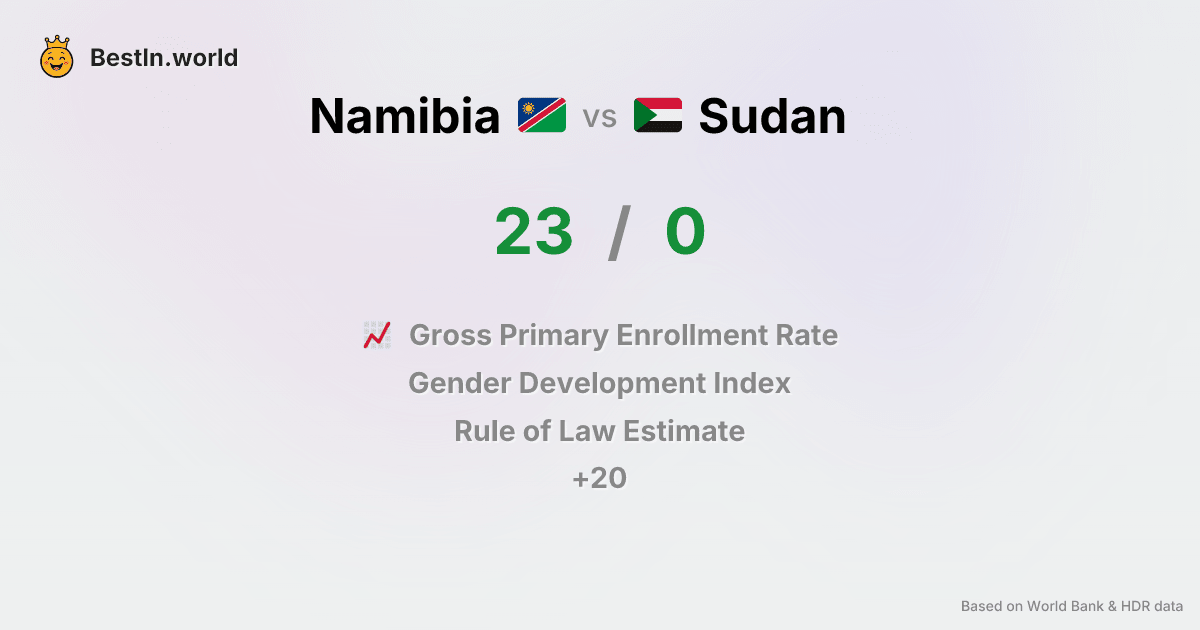 BestIn.world
Namibia vs Sudan
23 / 0
Gross Primary Enrollment Rate
Gender Development Index
Rule of Law Estimate
+20
Based on World Bank & HDR data